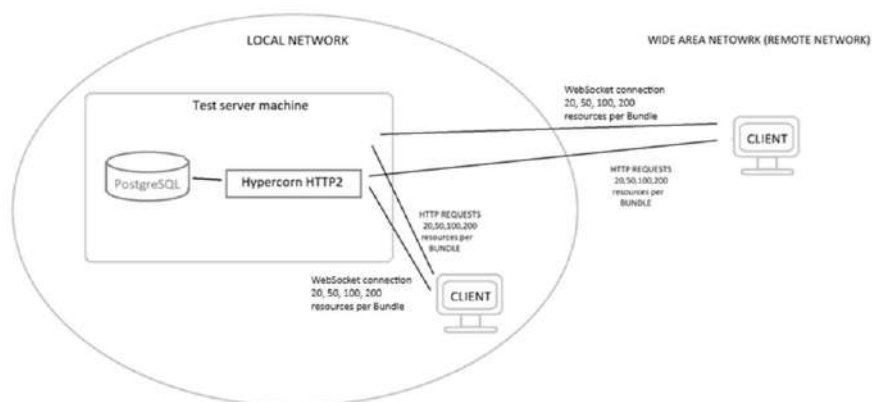 LOCAL NETWORK
WIDE AREA NETOWRK (REMOTE NETWORK)
Test server machine
PostgreSQL
Hypercorn HTTP2
WebSocket connection
20, 50, 100, 200
resources per Bundle
CLIENT
HTTP REQUESTS
20,50,100,200
resources per
BUNDLE
HTTP REQUESTS
20,50,100,200
resources per
BUNDLE
WebSocket connection
20, 50, 100, 200
resources per Bundle
CLIENT